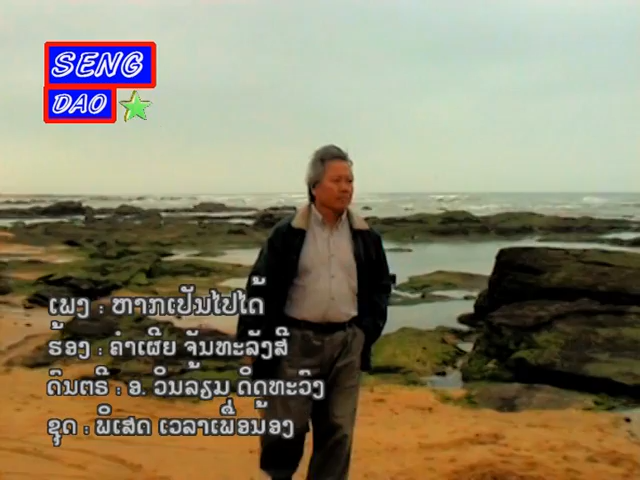 SENG
DAO
ເພງ : ຫາກເປັນໄປໄດ້
ຮ້ອງ : ຄຳເຜີຍ ຈັນທະລັງສີ
ດົນຕຣີ : ອ. ວິນລ້ຽມ ດິດທະວົງ
ຊຸດ : ພິເສດ ເວລາເພື່ອນ້ອງ